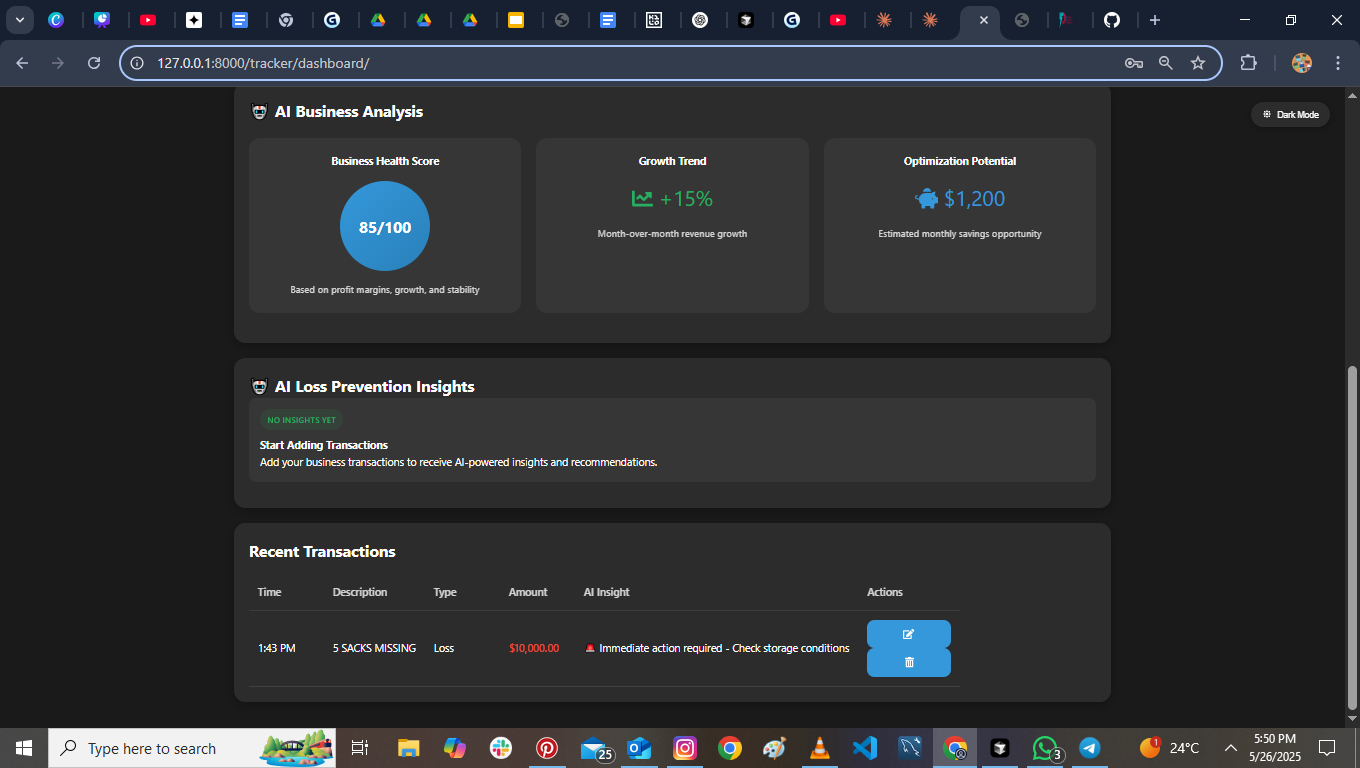 127.0.0.1:8000/tracker/dashboard/
AI Business Analysis
Dark Mode
Business Health Score
85/100
Based on profit margins, growth, and stability
Growth Trend
+15%
Month-over-month revenue growth
Optimization Potential
$1,200
Estimated monthly savings opportunity
AI Loss Prevention Insights
NO INSIGHTS YET
Start Adding Transactions
Add your business transactions to receive AI-powered insights and recommendations.
Recent Transactions
Time Description Type Amount AI Insight Actions
1:43 PM 5 SACKS MISSING Loss $10,000.00 Immediate action required - Check storage conditions
Type here to search
25
3
1
24°C
5:50 PM
5/26/2025